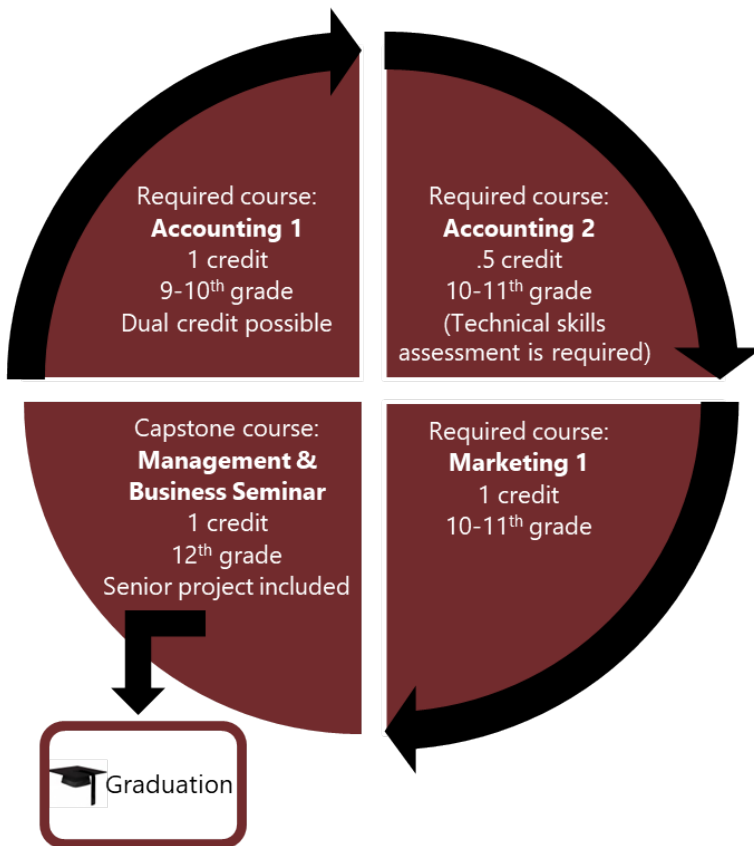 Required course:
Accounting 1
1 credit
9-10th grade
Dual credit possible
Required course:
Accounting 2
.5 credit
10-11th grade
(Technical skills
assessment is required)
Required course:
Marketing 1
1 credit
10-11th grade
Capstone course:
Management &
Business Seminar
1 credit
12th grade
Senior project included
Graduation